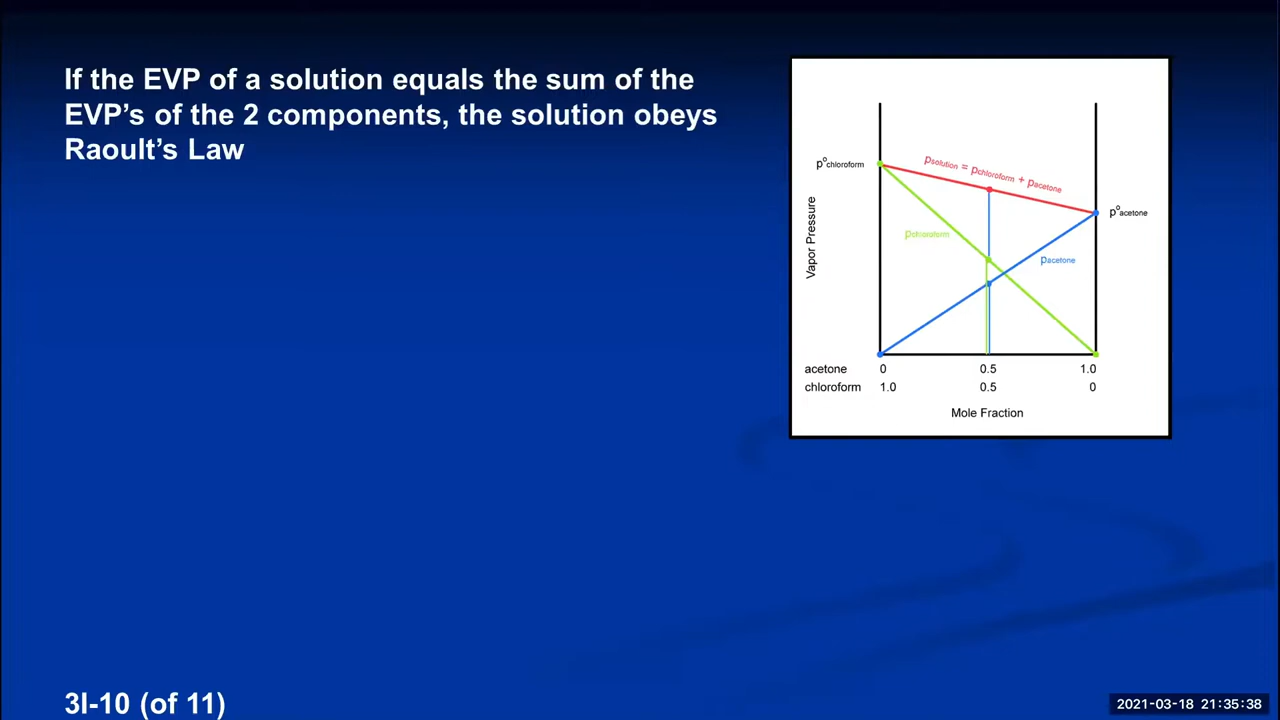 If the EVP of a solution equals the sum of the
EVP’s of the 2 components, the solution obeys
Raoult’s Law
psolution = pchloroform + pacetone
p°chloroform
p°acetone
pchloroform
pacetone
Vapor Pressure
acetone 0 0.5 1.0
chloroform 1.0 0.5 0
Mole Fraction
3I-10 (of 11)
2021-03-18 21:35:38